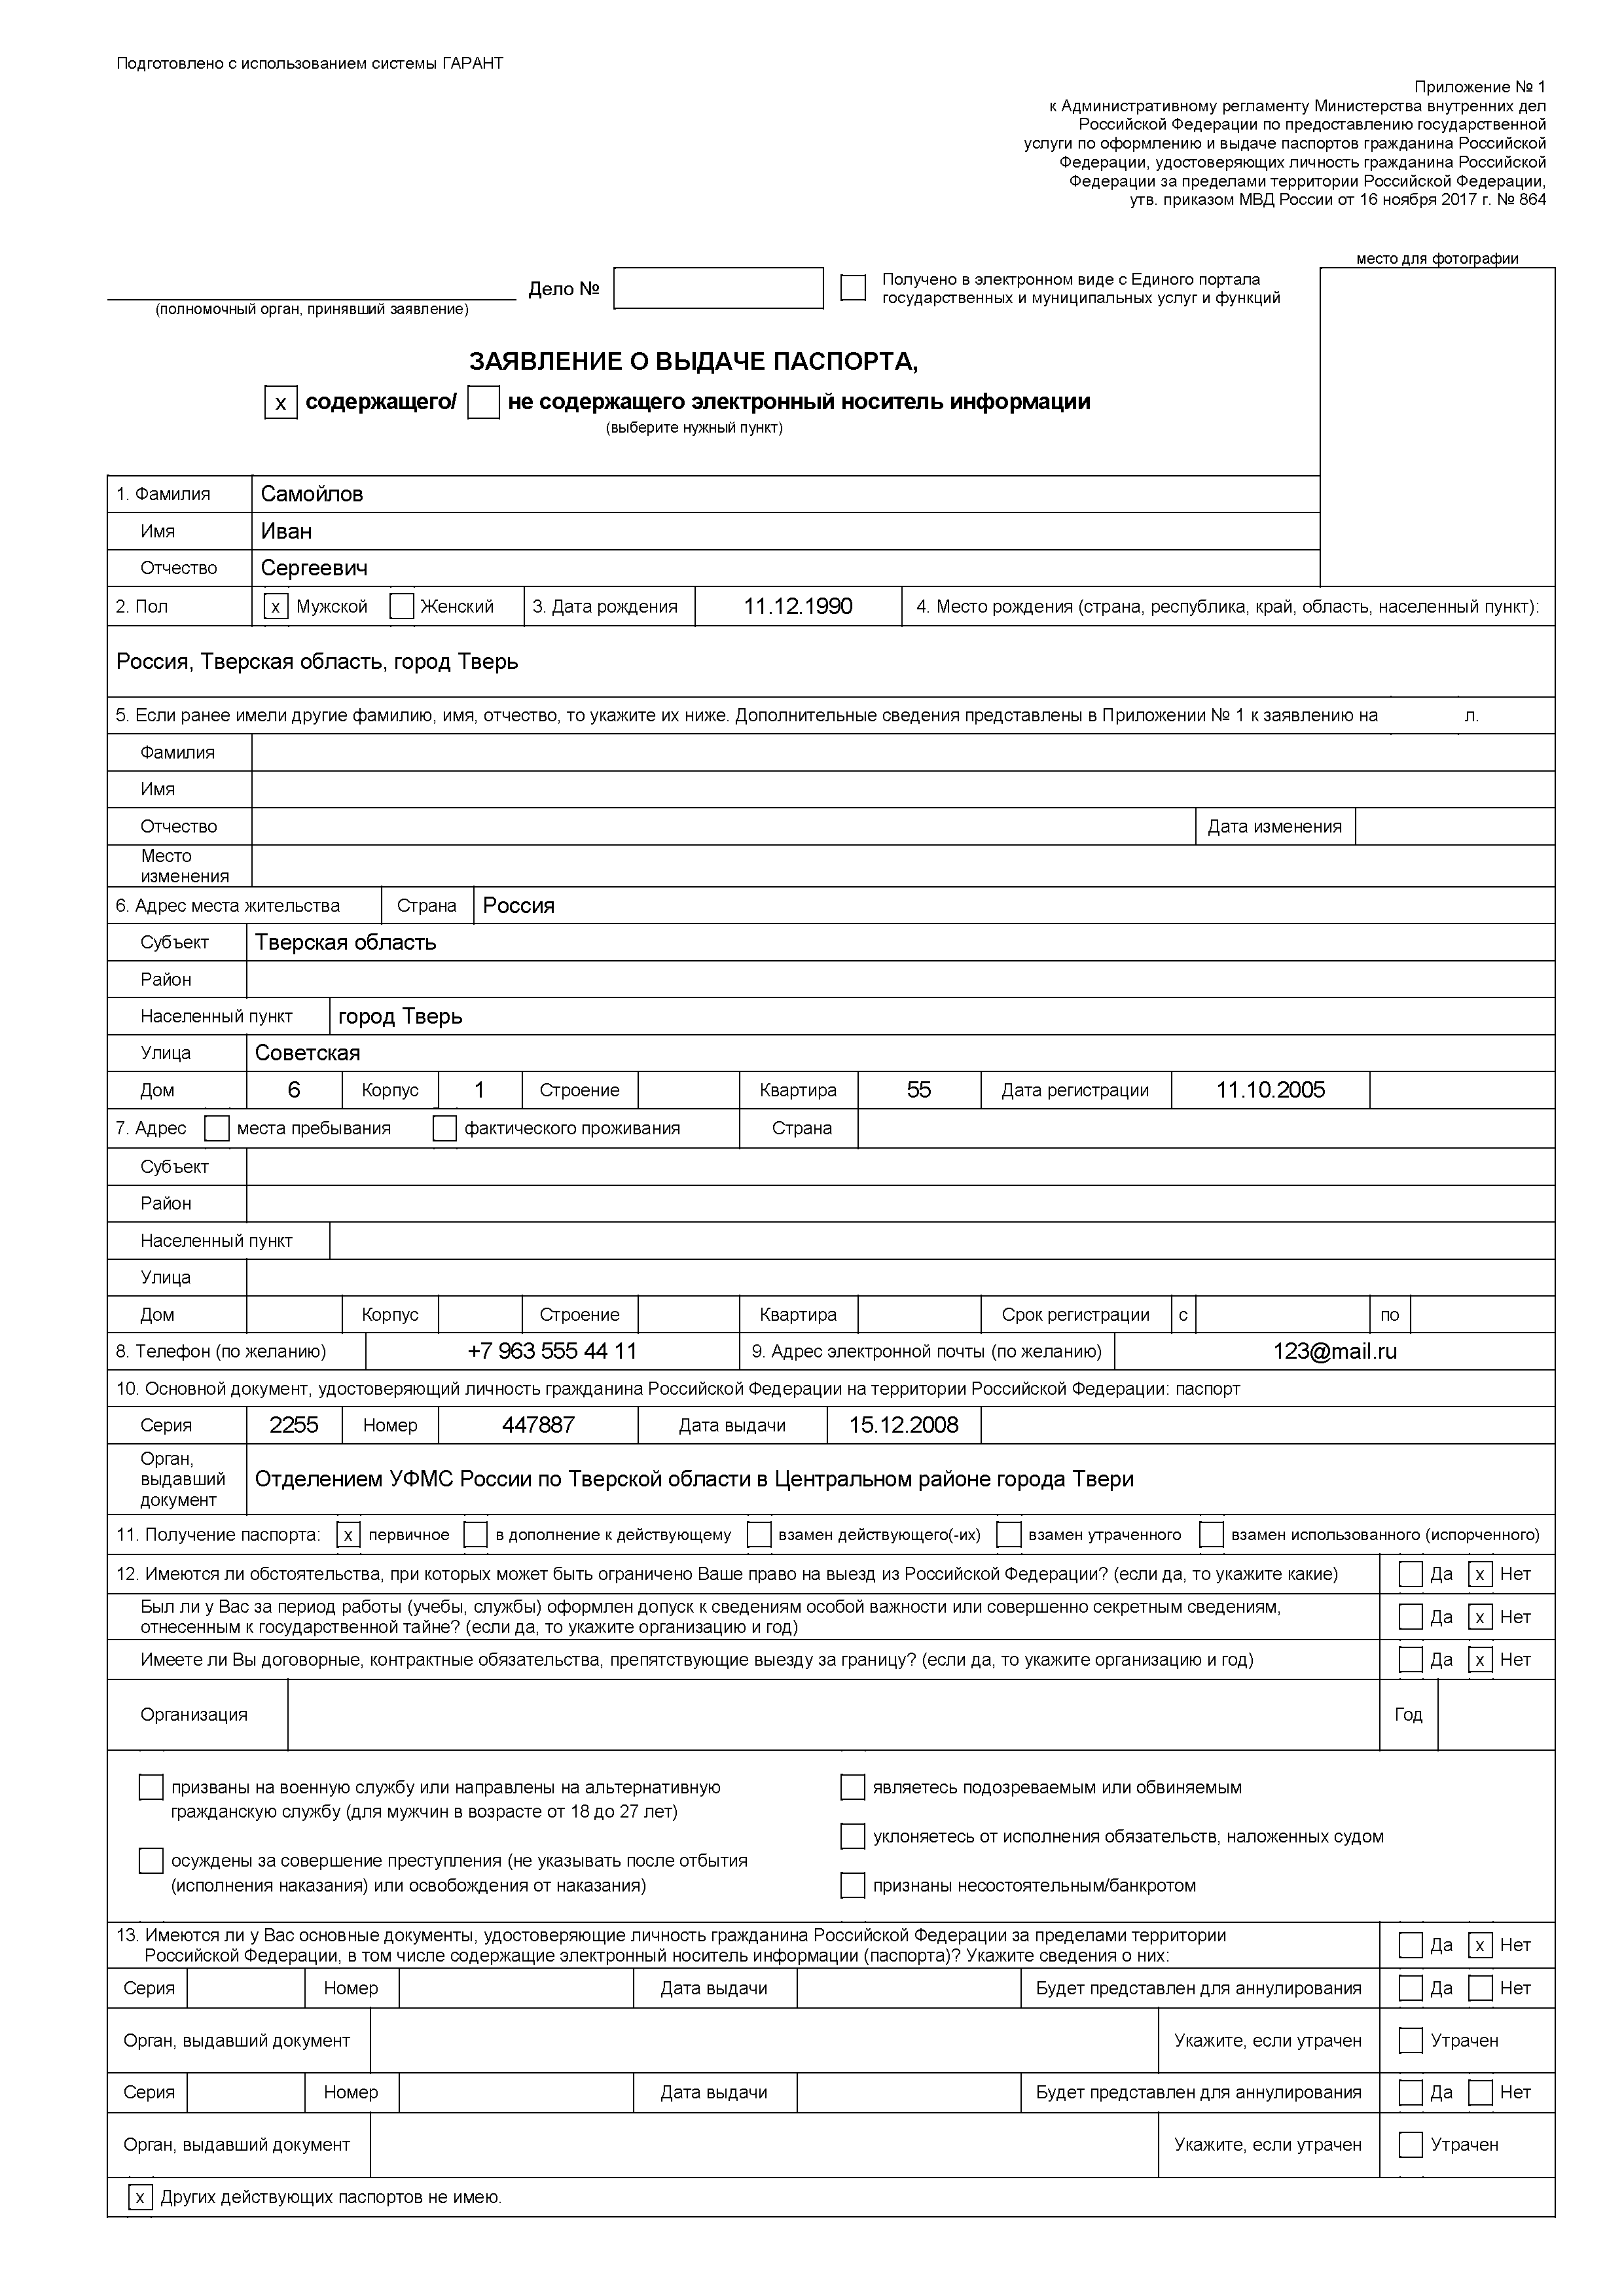 Подготовлено с использованием системы ГАРАНТ
Приложение № 1
к Административному регламенту Министерства внутренних дел
Российской Федерации по предоставлению государственной
услуги по оформлению и выдаче паспортов гражданина Российской
Федерации, удостоверяющих личность гражданина Российской
Федерации за пределами территории Российской Федерации,
утв. приказом МВД России от 16 ноября 2017 г. № 864
место для фотографии
(полномочный орган, принявший заявление)
Дело №
Получено в электронном виде с Единого портала
государственных и муниципальных услуг и функций
ЗАЯВЛЕНИЕ О ВЫДАЧЕ ПАСПОРТА,
x содержащего/ не содержащего электронный носитель информации
(выберите нужный пункт)
1. Фамилия Самойлов
Имя Иван
Отчество Сергеевич
2. Пол x Мужской Женский 3. Дата рождения 11.12.1990 4. Место рождения (страна, республика, край, область, населенный пункт):
Россия, Тверская область, город Тверь
5. Если ранее имели другие фамилию, имя, отчество, то укажите их ниже. Дополнительные сведения представлены в Приложении № 1 к заявлению на л.
Фамилия
Имя
Отчество Дата изменения
Место
изменения
6. Адрес места жительства Страна Россия
Субъект Тверская область
Район
Населенный пункт город Тверь
Улица Советская
Дом 6 Корпус 1 Строение Квартира 55 Дата регистрации 11.10.2005
7. Адрес места пребывания фактического проживания Страна
Субъект
Район
Населенный пункт
Улица
Дом Корпус Строение Квартира Срок регистрации с по
8. Телефон (по желанию) +7 963 555 44 11 9. Адрес электронной почты (по желанию) 123@mail.ru
10. Основной документ, удостоверяющий личность гражданина Российской Федерации на территории Российской Федерации: паспорт
Серия 2255 Номер 447887 Дата выдачи 15.12.2008
Орган,
выдавший
документ
Отделением УФМС России по Тверской области в Центральном районе города Твери
11. Получение паспорта: x первичное в дополнение к действующему взамен действующего(-их) взамен утраченного взамен использованного (испорченного)
12. Имеются ли обстоятельства, при которых может быть ограничено Ваше право на выезд из Российской Федерации? (если да, то укажите какие) Да x Нет
Был ли у Вас за период работы (учебы, службы) оформлен допуск к сведениям особой важности или совершенно секретным сведениям,
отнесенным к государственной тайне? (если да, то укажите организацию и год) Да x Нет
Имеете ли Вы договорные, контрактные обязательства, препятствующие выезду за границу? (если да, то укажите организацию и год) Да x Нет
Организация Год
призваны на военную службу или направлены на альтернативную
гражданскую службу (для мужчин в возрасте от 18 до 27 лет)
осуждены за совершение преступления (не указывать после отбытия
(исполнения наказания) или освобождения от наказания)
являетесь подозреваемым или обвиняемым
уклоняетесь от исполнения обязательств, наложенных судом
признаны несостоятельным/банкротом
13. Имеются ли у Вас основные документы, удостоверяющие личность гражданина Российской Федерации за пределами территории
Российской Федерации, в том числе содержащие электронный носитель информации (паспорта)? Укажите сведения о них: Да x Нет
Серия Номер Дата выдачи Будет представлен для аннулирования Да Нет
Орган, выдавший документ Укажите, если утрачен Утрачен
Серия Номер Дата выдачи Будет представлен для аннулирования Да Нет
Орган, выдавший документ Укажите, если утрачен Утрачен
x Других действующих паспортов не имею.